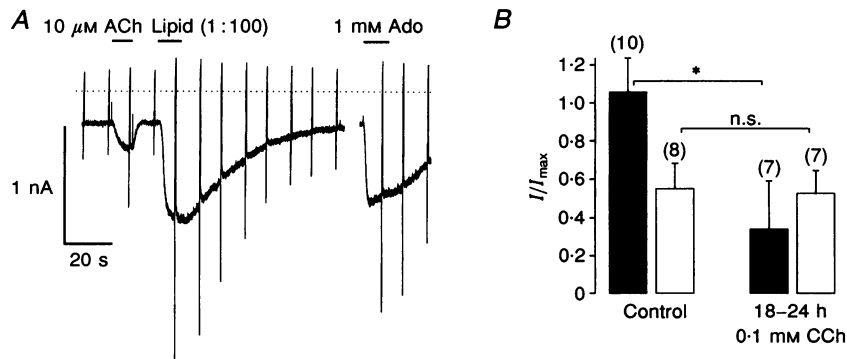 A
10 μM ACh Lipid (1:100) 1 mM Ado
1 nA
20 s
B
I/Imax
1·2
1·0
0·8
0·6
0·4
0·2
0
(10)
*
n.s.
(8)
(7)
(7)
Control
18–24 h
0·1 mM CCh